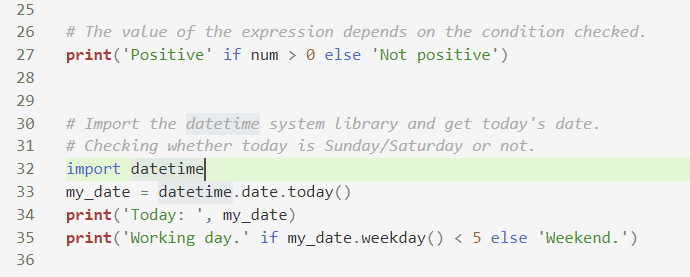 25
26 # The value of the expression depends on the condition checked.
27 print('Positive' if num > 0 else 'Not positive')
28
29
30 # Import the datetime system library and get today's date.
31 # Checking whether today is Sunday/Saturday or not.
32 import datetime
33 my_date = datetime.date.today()
34 print('Today: ', my_date)
35 print('Working day.' if my_date.weekday() < 5 else 'Weekend.')
36